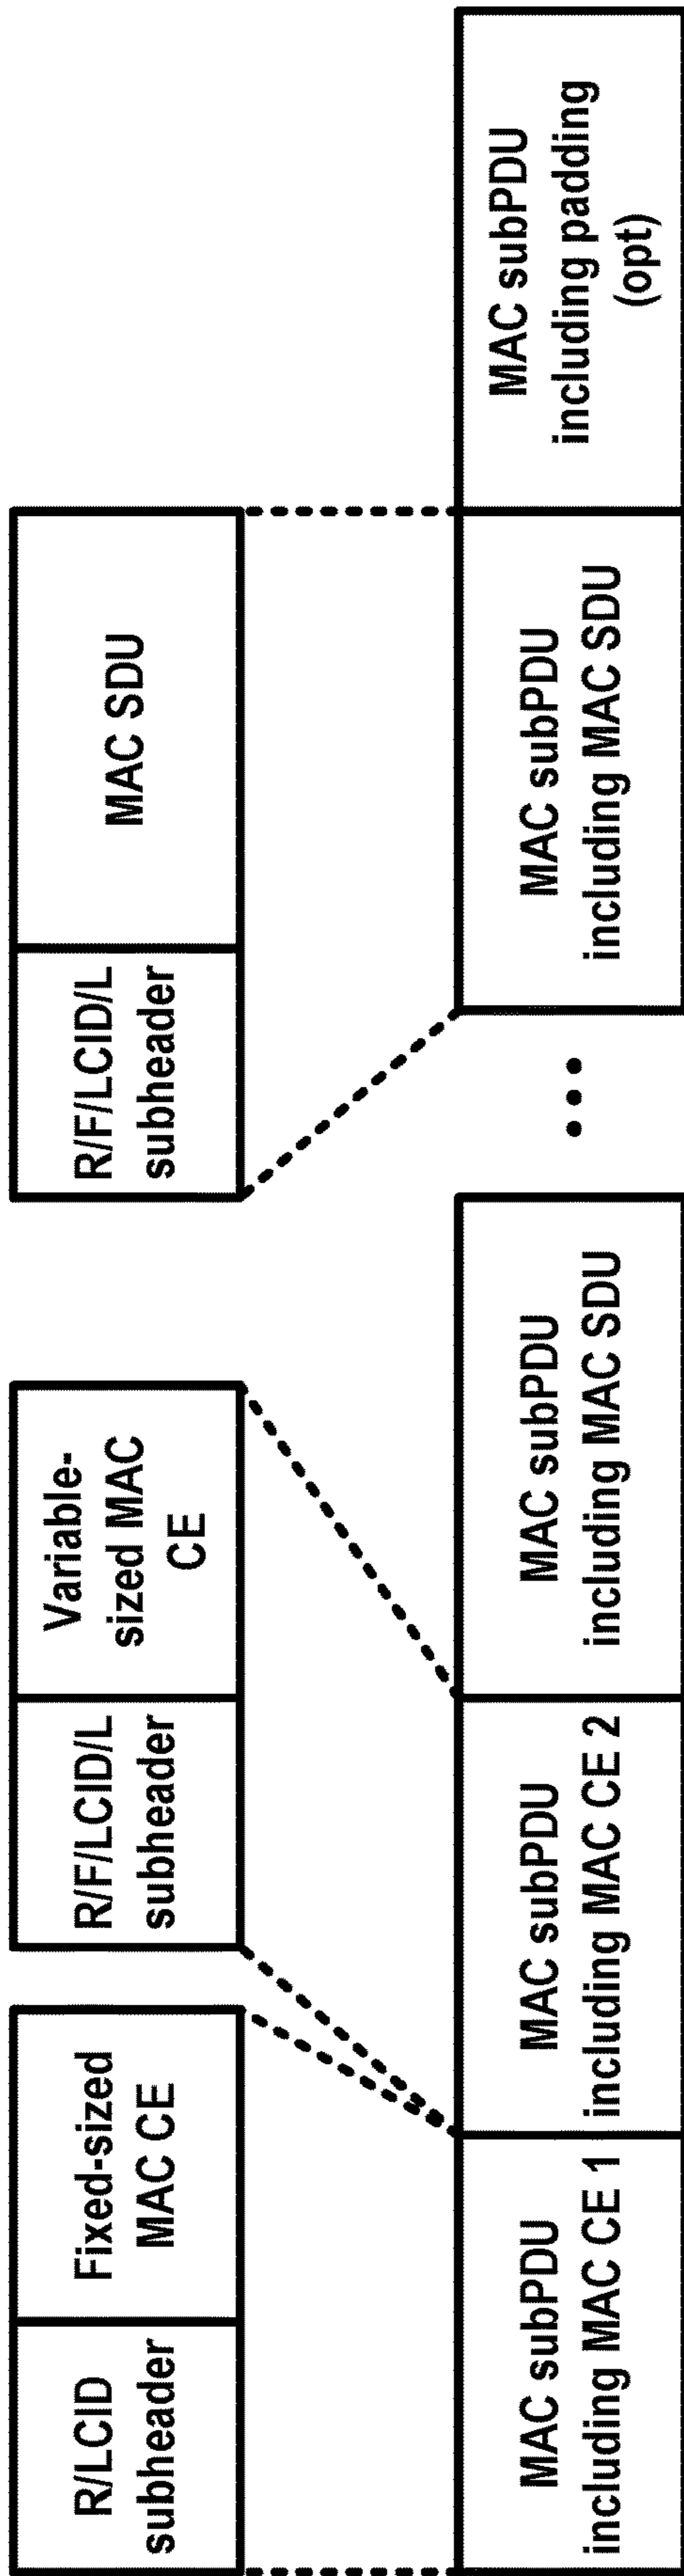 R/LCID
subheader
Fixed-sized
MAC CE
R/F/LCID/L
subheader
Variable-
sized MAC
CE
R/F/LCID/L
subheader
MAC SDU
MAC subPDU
including MAC CE 1
MAC subPDU
including MAC CE 2
MAC subPDU
including MAC SDU
•••
MAC subPDU
including MAC SDU
MAC subPDU
including padding
(opt)